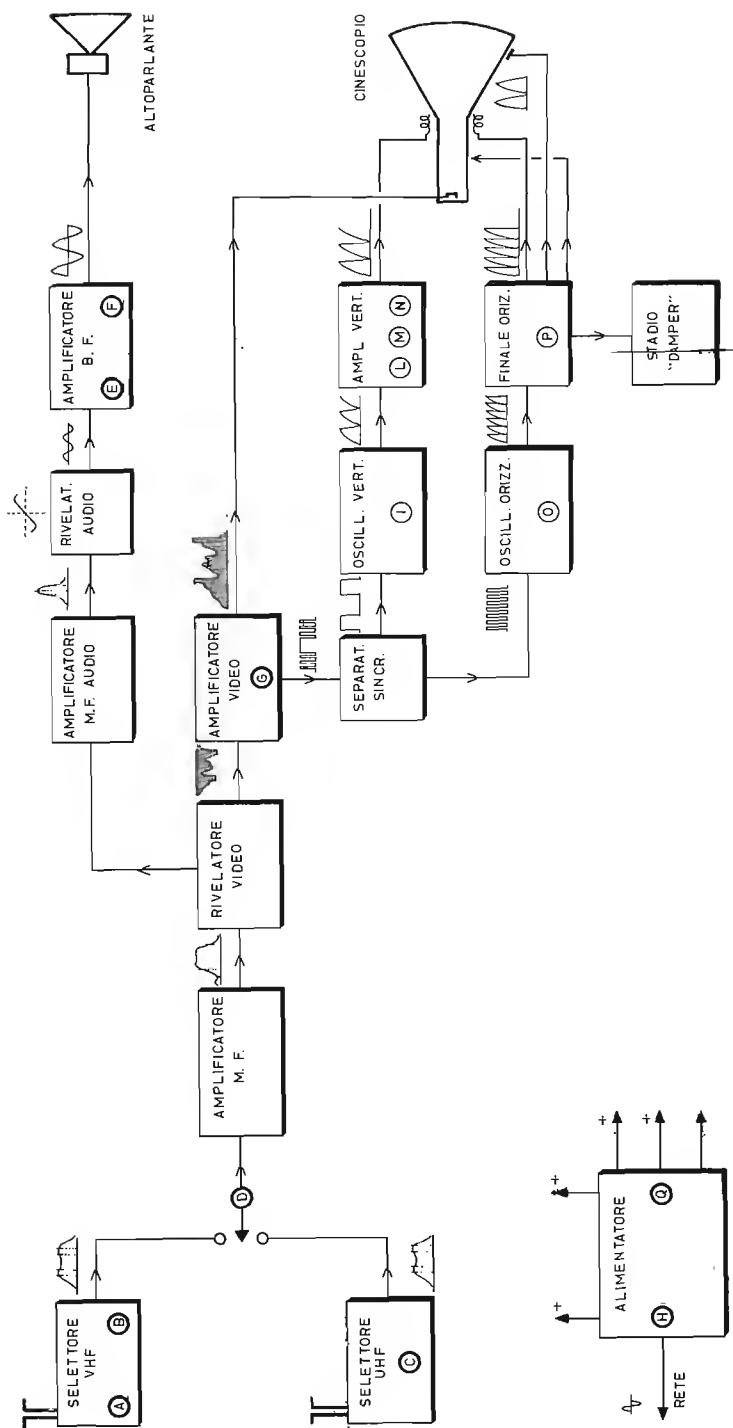 SELETTORE
VHF
A
B
SELETTORE
UHF
C
D
AMPLIFICATORE
M. F.
RIVELATORE
VIDEO
AMPLIFICATORE
M.F. AUDIO
RIVELAT.
AUDIO
AMPLIFICATORE
B. F.
E
F
ALTOPARLANTE
AMPLIFICATORE
VIDEO
G
SEPARAT.
SINCR.
OSCILL. VERT.
I
AMPL VERT.
L
M
N
CINESCOPIO
OSCILL. ORIZZ.
O
FINALE ORIZ.
P
STADIO
"DAMPER"
ALIMENTATORE
H
Q
RETE
+
+
+
+